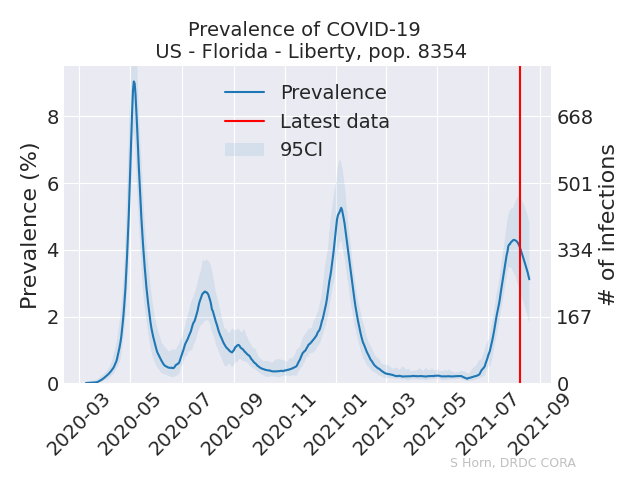 Prevalence of COVID-19
US - Florida - Liberty, pop. 8354
Prevalence
Latest data
95CI
Prevalence (%)
8
6
4
2
0
# of infections
668
501
334
167
0
2020-03
2020-05
2020-07
2020-09
2020-11
2021-01
2021-03
2021-05
2021-07
2021-09
S Horn, DRDC CORA